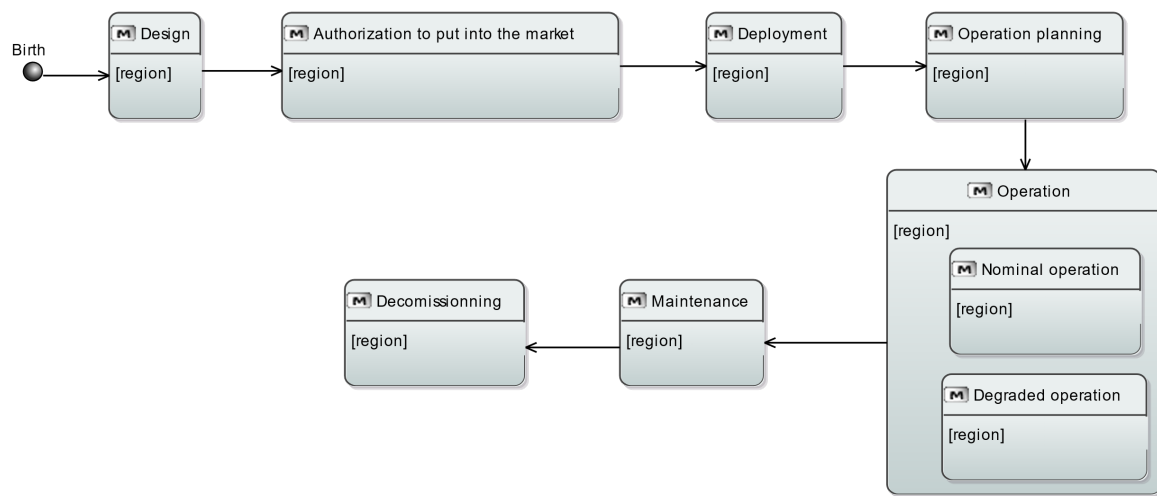 Birth
M Design
[region]
M Authorization to put into the market
[region]
M Deployment
[region]
M Operation planning
[region]
M Operation
[region]
M Nominal operation
[region]
M Degraded operation
[region]
M Maintenance
[region]
M Decomissionning
[region]